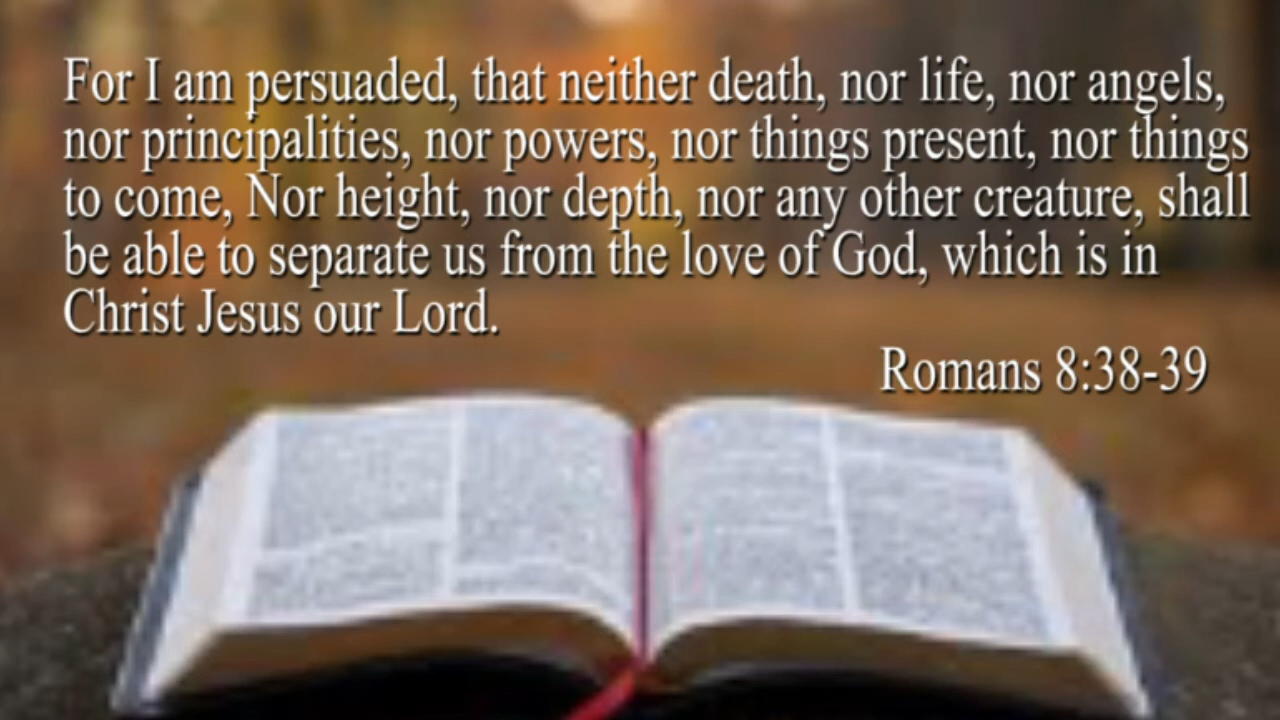 For I am persuaded, that neither death, nor life, nor angels,
nor principalities, nor powers, nor things present, nor things
to come, Nor height, nor depth, nor any other creature, shall
be able to separate us from the love of God, which is in
Christ Jesus our Lord.
Romans 8:38-39